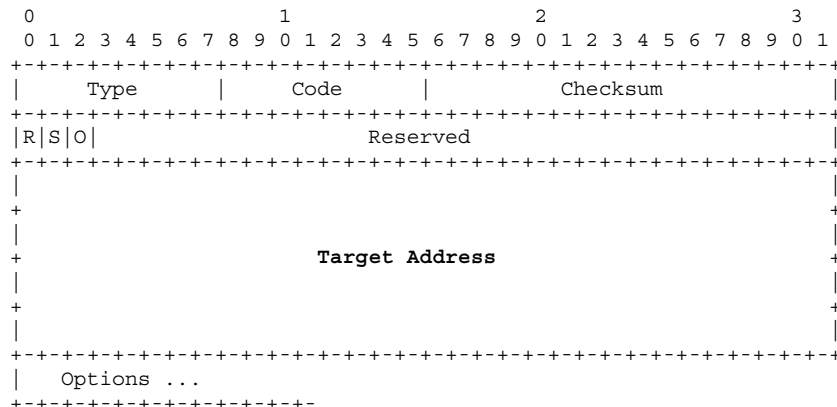 0                   1                   2                   3
 0 1 2 3 4 5 6 7 8 9 0 1 2 3 4 5 6 7 8 9 0 1 2 3 4 5 6 7 8 9 0 1
+-+-+-+-+-+-+-+-+-+-+-+-+-+-+-+-+-+-+-+-+-+-+-+-+-+-+-+-+-+-+-+-+
|     Type      |     Code      |          Checksum             |
+-+-+-+-+-+-+-+-+-+-+-+-+-+-+-+-+-+-+-+-+-+-+-+-+-+-+-+-+-+-+-+-+
|R|S|O|                     Reserved                            |
+-+-+-+-+-+-+-+-+-+-+-+-+-+-+-+-+-+-+-+-+-+-+-+-+-+-+-+-+-+-+-+-+
|                                                               |
+                                                               +
|                                                               |
+                       Target Address                          +
|                                                               |
+                                                               +
|                                                               |
+-+-+-+-+-+-+-+-+-+-+-+-+-+-+-+-+-+-+-+-+-+-+-+-+-+-+-+-+-+-+-+-+
|   Options ...
+-+-+-+-+-+-+-+-+-+-+-+-